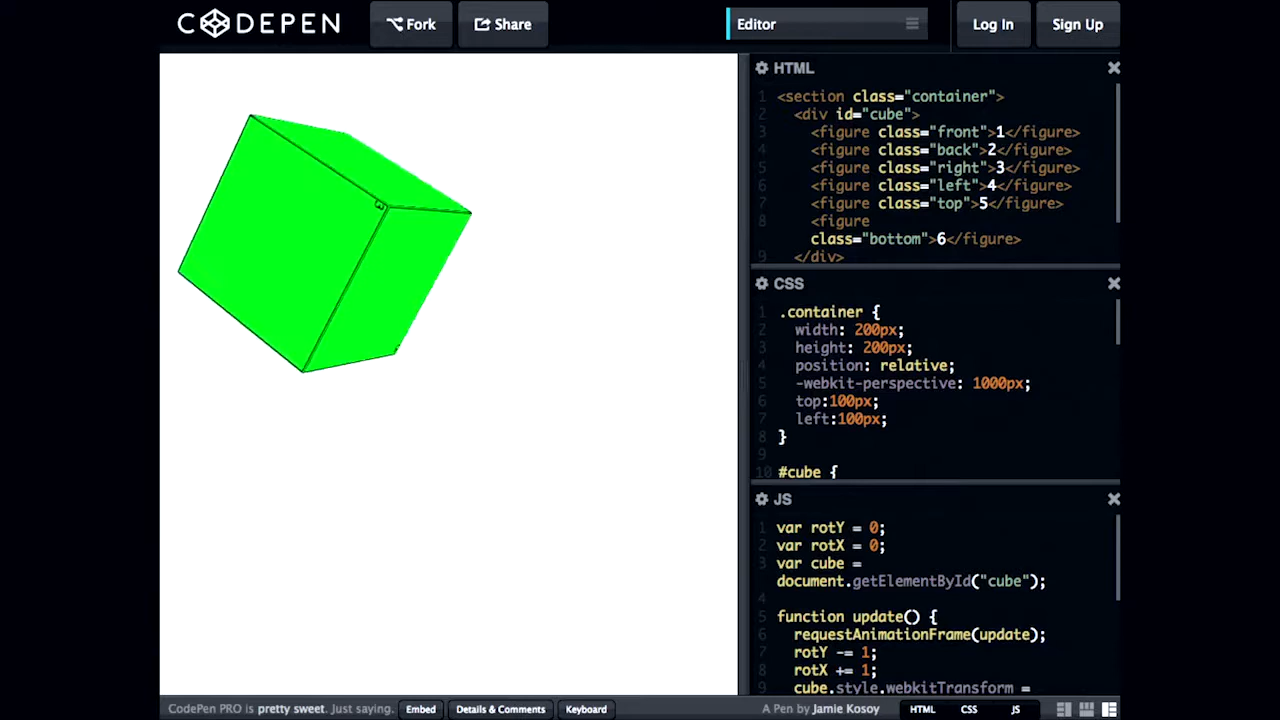 CODEPEN
Fork
Share
Editor
Log In
Sign Up
HTML
1 <section class="container">
2 <div id="cube">
3 <figure class="front">1</figure>
4 <figure class="back">2</figure>
5 <figure class="right">3</figure>
6 <figure class="left">4</figure>
7 <figure class="top">5</figure>
8 <figure
class="bottom">6</figure>
9 </div>
CSS
1 .container {
2 width: 200px;
3 height: 200px;
4 position: relative;
5 -webkit-perspective: 1000px;
6 top:100px;
7 left:100px;
8 }
9
10 #cube {
JS
1 var rotY = 0;
2 var rotX = 0;
3 var cube =
document.getElementById("cube");
4
5 function update() {
6 requestAnimationFrame(update);
7 rotY -= 1;
8 rotX += 1;
9 cube.style.webkitTransform =
CodePen PRO is pretty sweet. Just saying.
Embed
Details & Comments
Keyboard
A Pen by Jamie Kosoy
HTML
CSS
JS